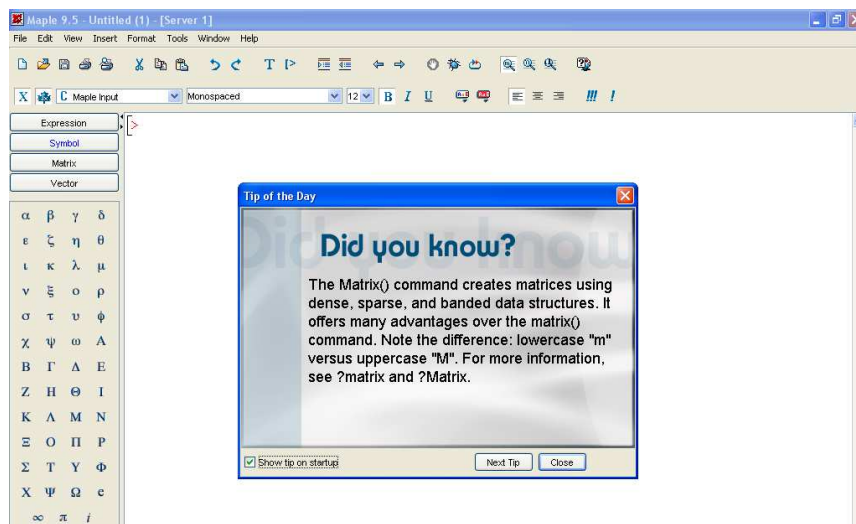 Maple 9.5 - Untitled (1) - [Server 1]
File Edit View Insert Format Tools Window Help
T [>
X C Maple Input Monospaced 12 B I U !!! !
Expression
Symbol
Matrix
Vector
[>
α β γ δ
ε ζ η θ
ι κ λ μ
ν ξ ο ρ
σ τ υ ϕ
χ ψ ω Α
Β Γ Δ Ε
Ζ Η Θ Ι
Κ Λ Μ Ν
Ξ Ο Π Ρ
Σ Τ Υ Φ
Χ Ψ Ω e
∞ π i
Tip of the Day
Did you know
Did you know?
The Matrix() command creates matrices using
dense, sparse, and banded data structures. It
offers many advantages over the matrix()
command. Note the difference: lowercase "m"
versus uppercase "M". For more information,
see ?matrix and ?Matrix.
Show tip on startup Next Tip Close